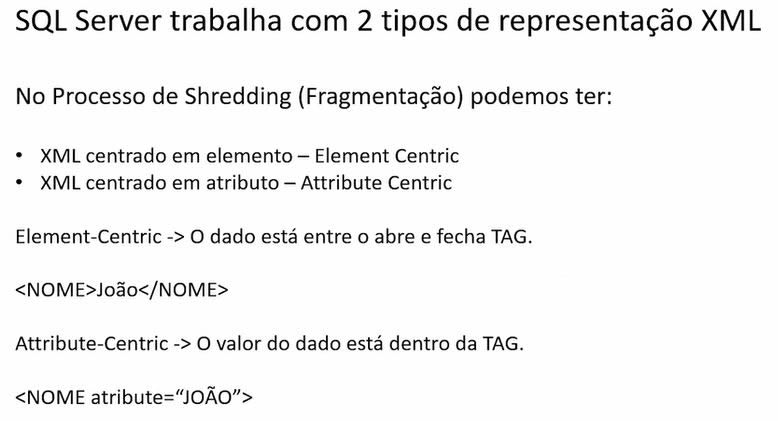 SQL Server trabalha com 2 tipos de representação XML
No Processo de Shredding (Fragmentação) podemos ter:
• XML centrado em elemento – Element Centric
• XML centrado em atributo – Attribute Centric
Element-Centric -> O dado está entre o abre e fecha TAG.
<NOME>João</NOME>
Attribute-Centric -> O valor do dado está dentro da TAG.
<NOME atribute=“JOÃO”>